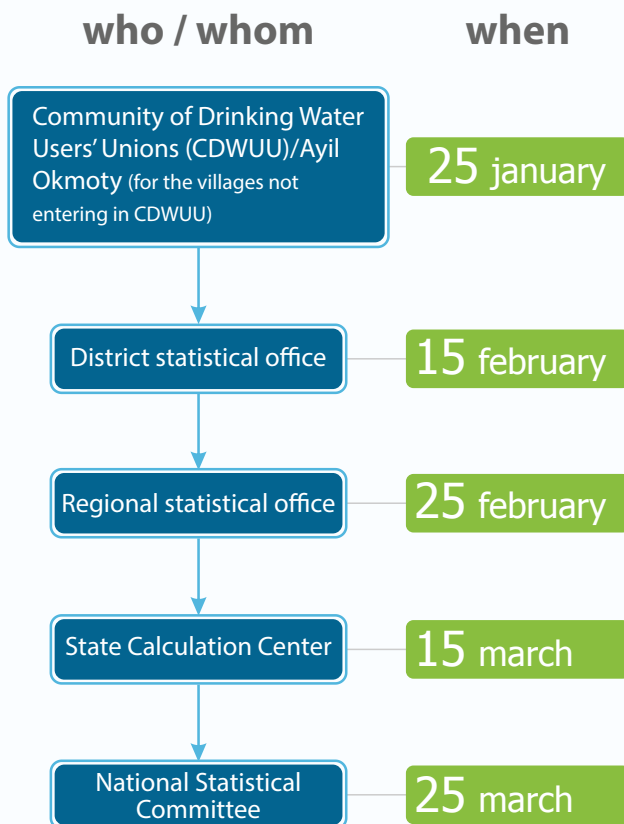 who / whom when
Community of Drinking Water
Users' Unions (CDWUU)/Ayil
Okmoty (for the villages not
entering in CDWUU)
25 january
District statistical office
15 february
Regional statistical office
25 february
State Calculation Center
15 march
National Statistical
Committee
25 march